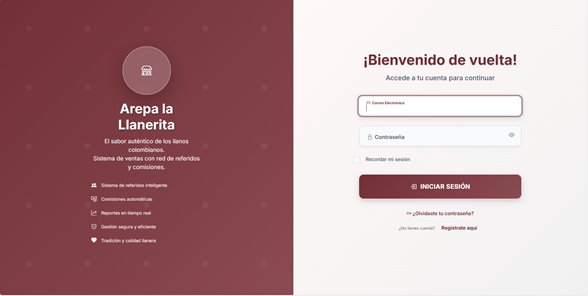 Arepa la
Llanerita
El sabor auténtico de los llanos
colombianos.
Sistema de ventas con red de referidos
y comisiones.
Sistema de referidos inteligente
Comisiones automáticas
Reportes en tiempo real
Gestión segura y eficiente
Tradición y calidad llanera
¡Bienvenido de vuelta!
Accede a tu cuenta para continuar
Correo Electrónico
Contraseña
Recordar mi sesión
INICIAR SESIÓN
¿Olvidaste tu contraseña?
¿No tienes cuenta? Regístrate aquí